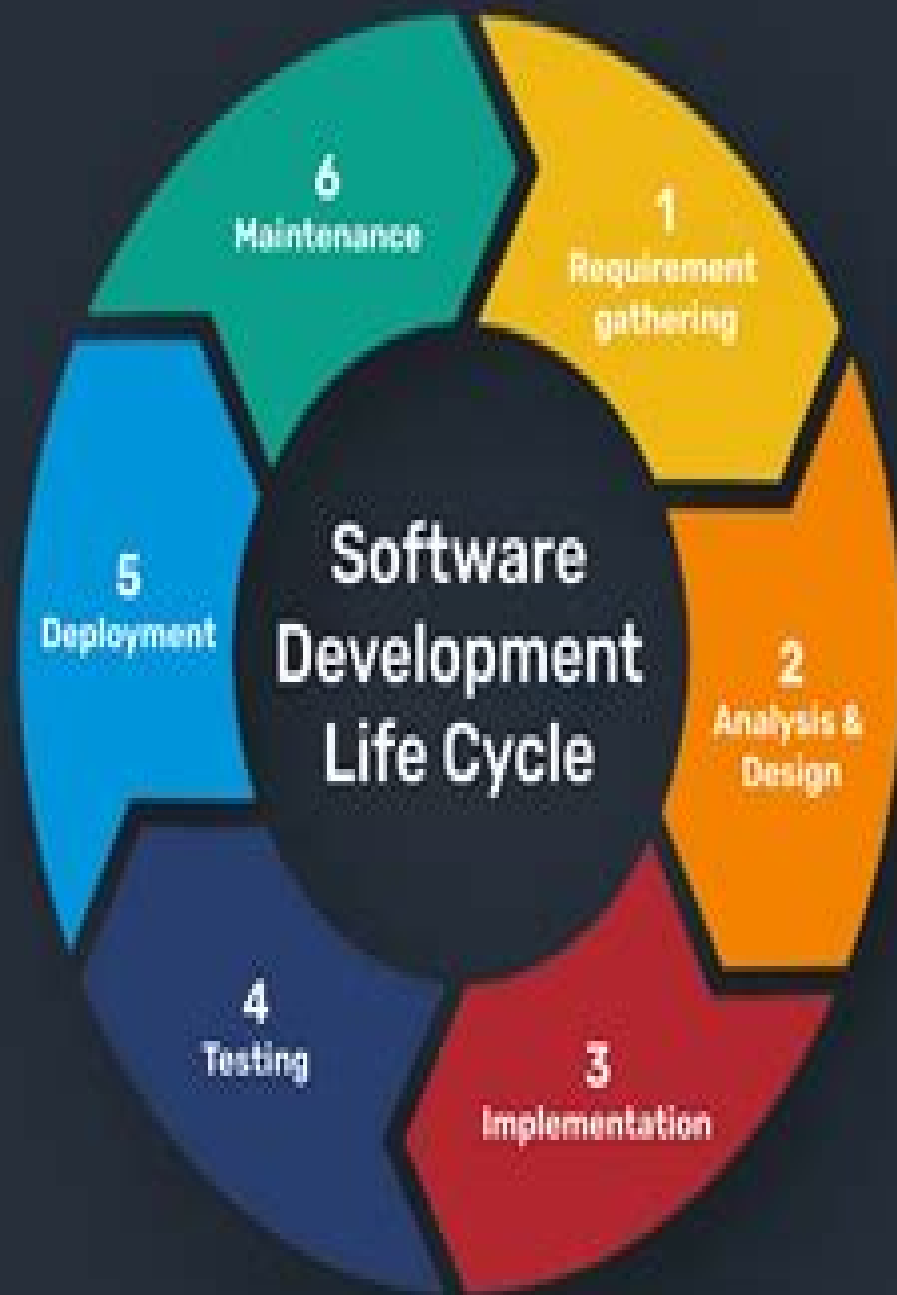 Software
Development
Life Cycle
1
Requirement
gathering
2
Analysis &
Design
3
Implementation
4
Testing
5
Deployment
6
Maintenance